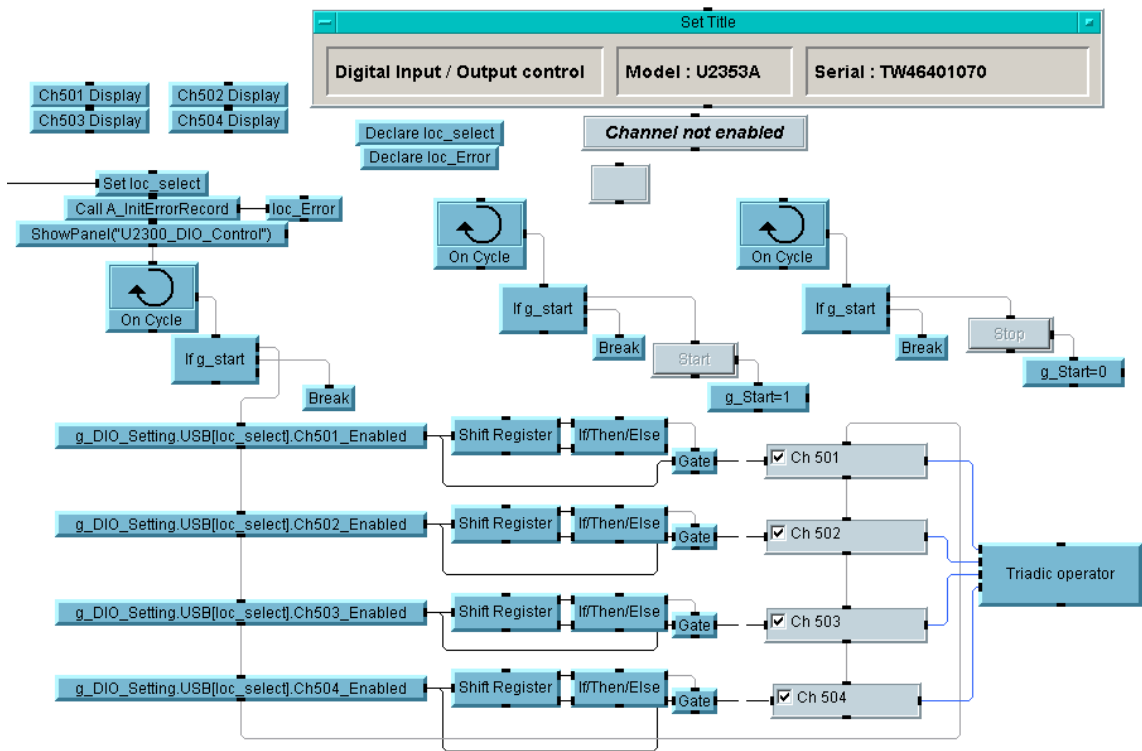 Set Title
Digital Input / Output control
Model : U2353A
Serial : TW46401070
Ch501 Display
Ch502 Display
Ch503 Display
Ch504 Display
Declare loc_select
Declare loc_Error
Channel not enabled
Set loc_select
Call A_InitErrorRecord
loc_Error
ShowPanel("U2300_DIO_Control")
On Cycle
If g_start
Break
On Cycle
If g_start
Break
Start
g_Start=1
On Cycle
If g_start
Break
Stop
g_Start=0
g_DIO_Setting.USB[loc_select].Ch501_Enabled
Shift Register
If/Then/Else
Gate
Ch 501
g_DIO_Setting.USB[loc_select].Ch502_Enabled
Shift Register
If/Then/Else
Gate
Ch 502
Triadic operator
g_DIO_Setting.USB[loc_select].Ch503_Enabled
Shift Register
If/Then/Else
Gate
Ch 503
g_DIO_Setting.USB[loc_select].Ch504_Enabled
Shift Register
If/Then/Else
Gate
Ch 504